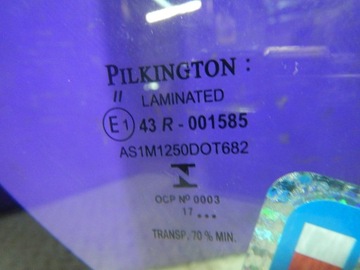 PILKINGTON :
II LAMINATED
E1 43 R - 001585
AS1M1250DOT682
I
OCP Nº 0003
17 ...
TRANSP. 70 % MIN.